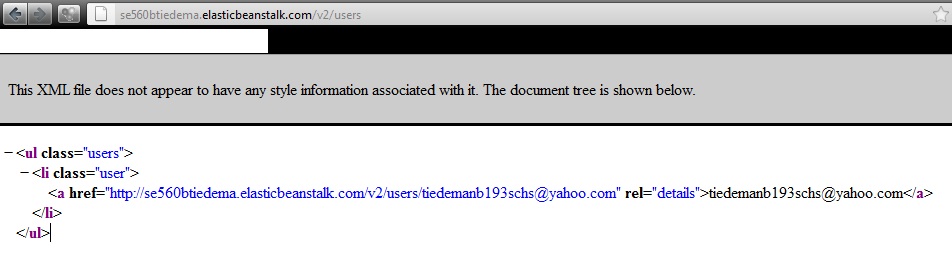 se560btiedema.elasticbeanstalk.com/v2/users
This XML file does not appear to have any style information associated with it. The document tree is shown below.
−<ul class="users">
−<li class="user">
<a href="http://se560btiedema.elasticbeanstalk.com/v2/users/tiedemanb193schs@yahoo.com" rel="details">tiedemanb193schs@yahoo.com</a>
</li>
</ul>